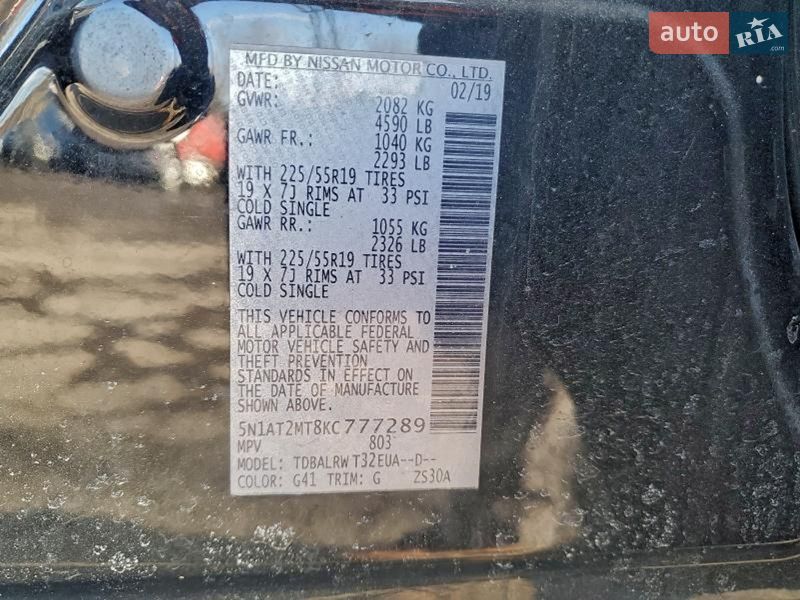 auto RIA .com
MFD BY NISSAN MOTOR CO., LTD.
DATE: 02/19
GVWR: 2082 KG
4590 LB
GAWR FR.: 1040 KG
2293 LB
WITH 225/55R19 TIRES
19 X 7J RIMS AT 33 PSI
COLD SINGLE
GAWR RR.: 1055 KG
2326 LB
WITH 225/55R19 TIRES
19 X 7J RIMS AT 33 PSI
COLD SINGLE
THIS VEHICLE CONFORMS TO
ALL APPLICABLE FEDERAL
MOTOR VEHICLE SAFETY AND
THEFT PREVENTION
STANDARDS IN EFFECT ON
THE DATE OF MANUFACTURE
SHOWN ABOVE.
5N1AT2MT8KC777289
MPV 803
MODEL: TDBALRW T32EUA--D--
COLOR: G41 TRIM: G ZS30A